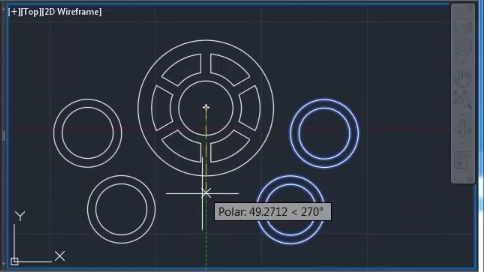 [+][Top][2D Wireframe]
Polar: 49.2712 < 270°
Y
X